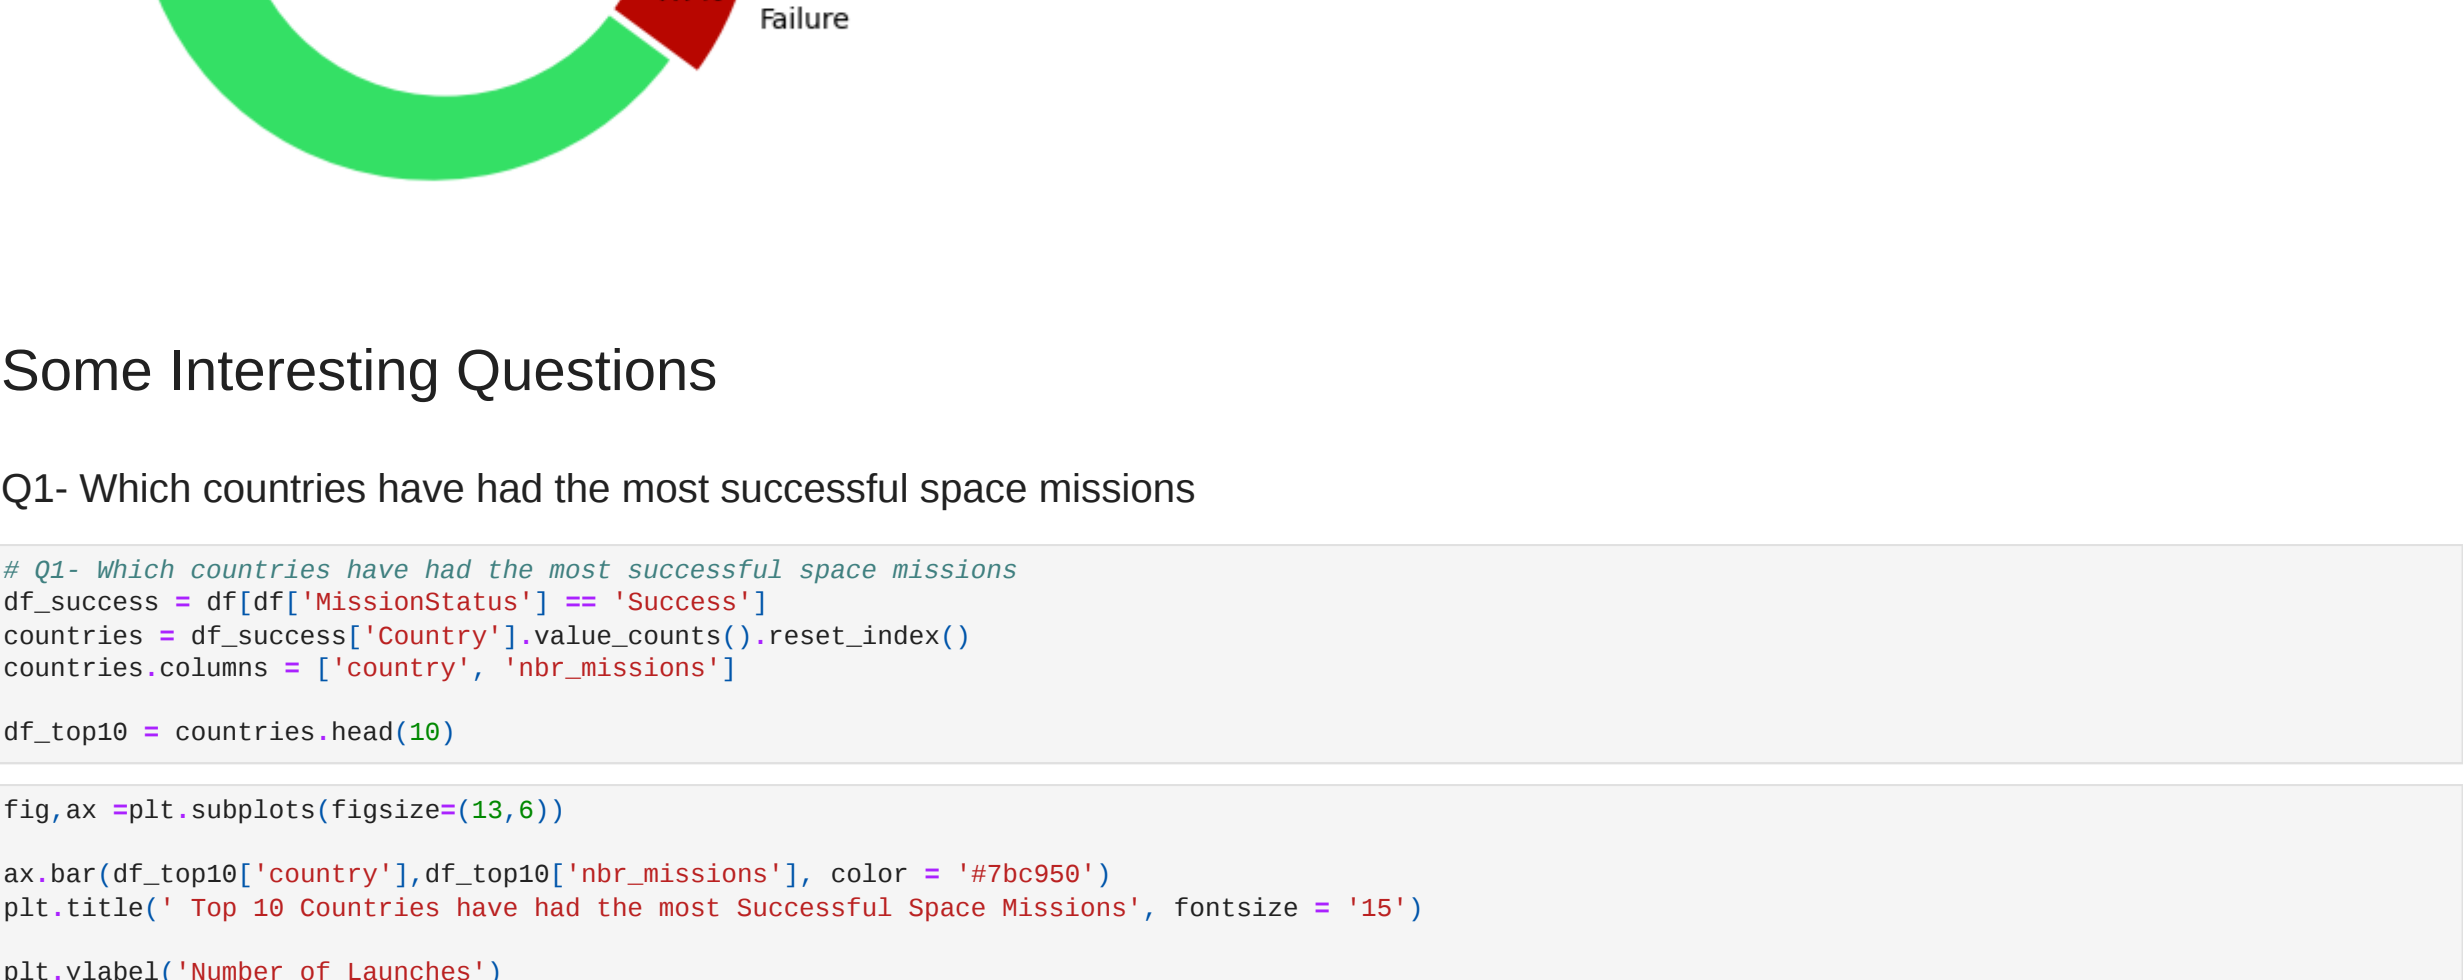 Failure
Some Interesting Questions
Q1- Which countries have had the most successful space missions
# Q1- Which countries have had the most successful space missions
df_success = df[df['MissionStatus'] == 'Success']
countries = df_success['Country'].value_counts().reset_index()
countries.columns = ['country', 'nbr_missions']
df_top10 = countries.head(10)
fig,ax =plt.subplots(figsize=(13,6))
ax.bar(df_top10['country'],df_top10['nbr_missions'], color = '#7bc950')
plt.title(' Top 10 Countries have had the most Successful Space Missions', fontsize = '15')
plt.ylabel('Number of Launches')